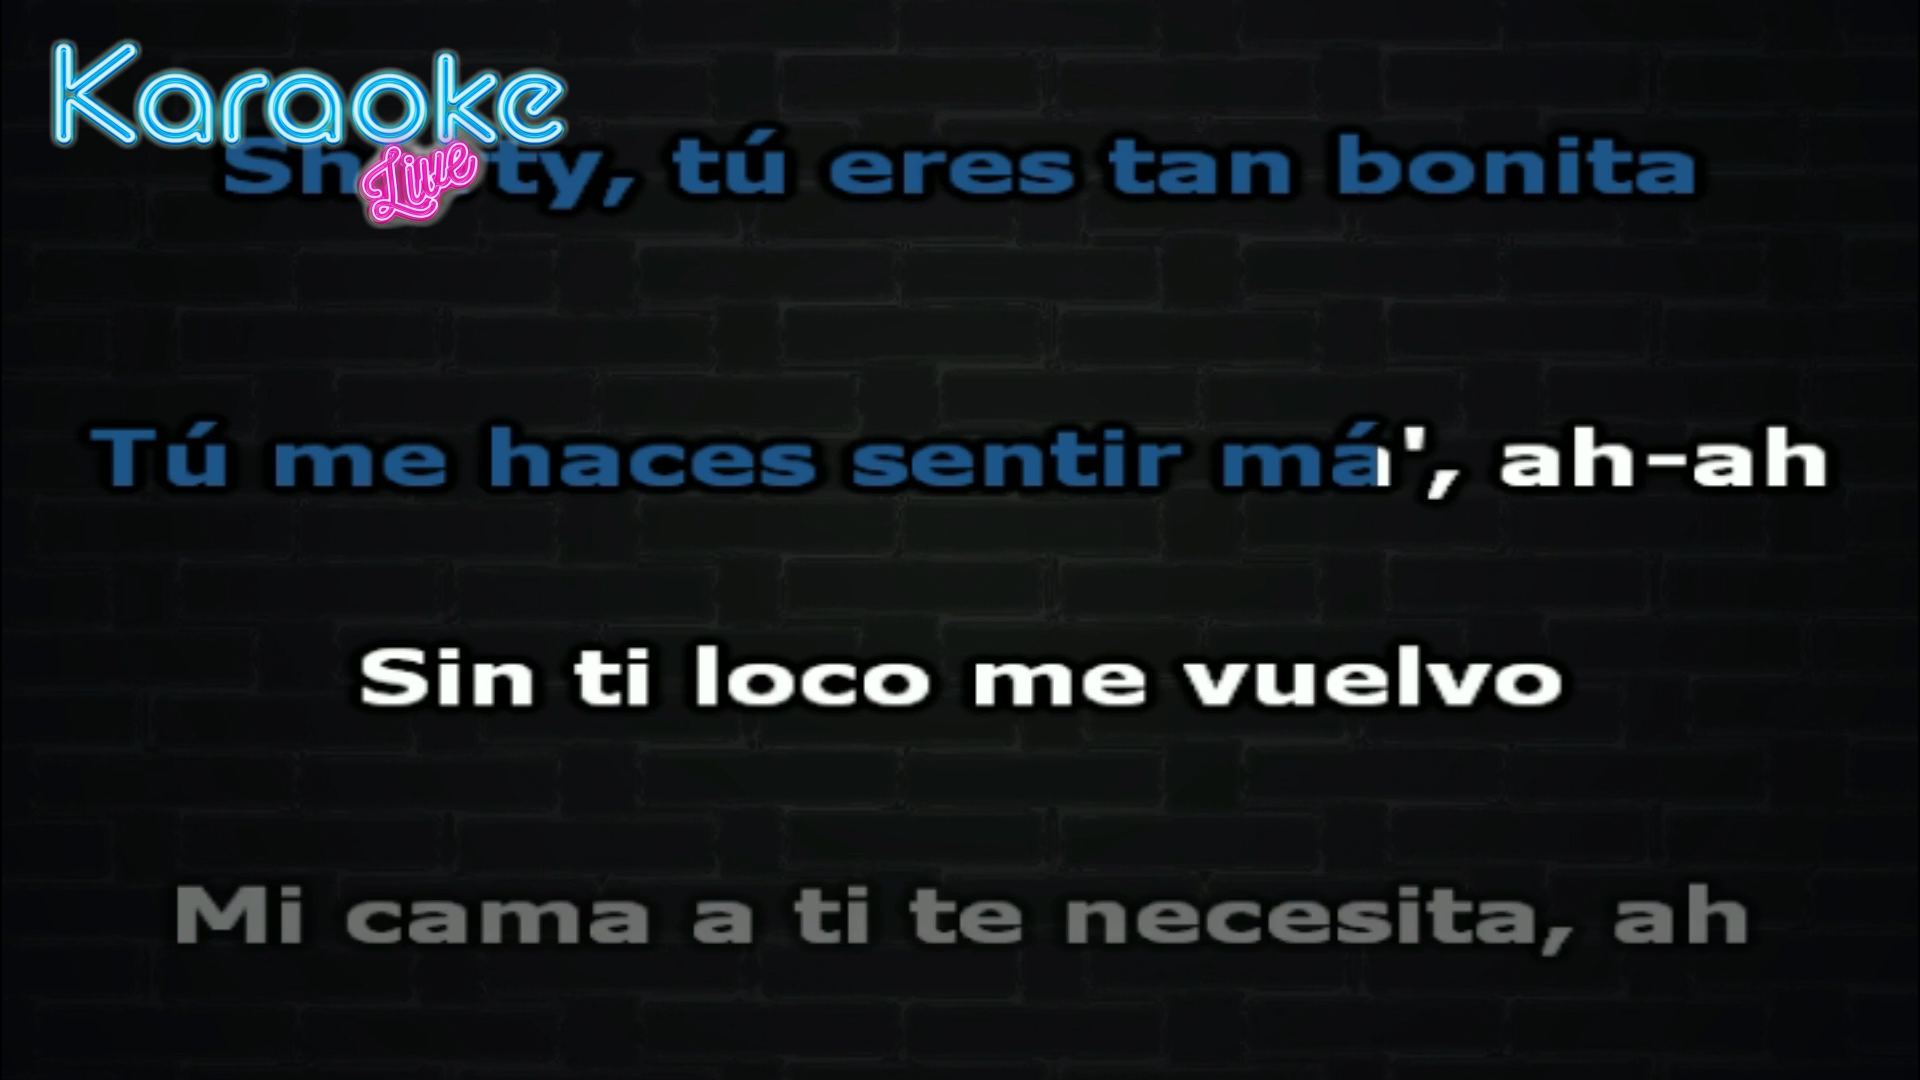 Karaoke
Live
tú eres tan bonita
Tú me haces sentir má', ah-ah
Sin ti loco me vuelvo
Mi cama a ti te necesita, ah